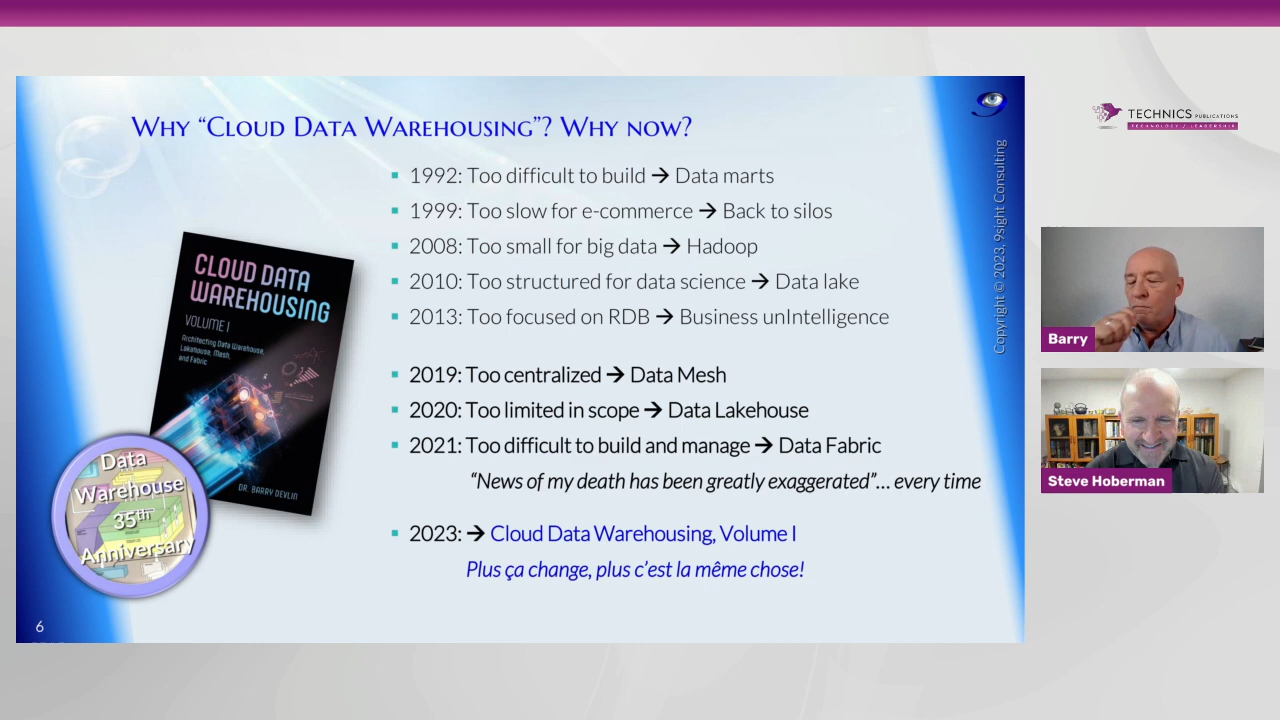 WHY “CLOUD DATA WAREHOUSING”? WHY NOW?
1992: Too difficult to build → Data marts
1999: Too slow for e-commerce → Back to silos
2008: Too small for big data → Hadoop
2010: Too structured for data science → Data lake
2013: Too focused on RDB → Business unIntelligence
2019: Too centralized → Data Mesh
2020: Too limited in scope → Data Lakehouse
2021: Too difficult to build and manage → Data Fabric
“News of my death has been greatly exaggerated”... every time
2023: → Cloud Data Warehousing, Volume I
Plus ça change, plus c’est la même chose!
CLOUD DATA
WAREHOUSING
VOLUME I
Architecting Data Warehouse,
Lakehouse, Mesh,
and Fabric
DR. BARRY DEVLIN
Data
Warehouse
35th
Anniversary
6
Copyright © 2023, 9sight Consulting
TECHNICS PUBLICATIONS
TECHNOLOGY / LEADERSHIP
Barry
Steve Hoberman